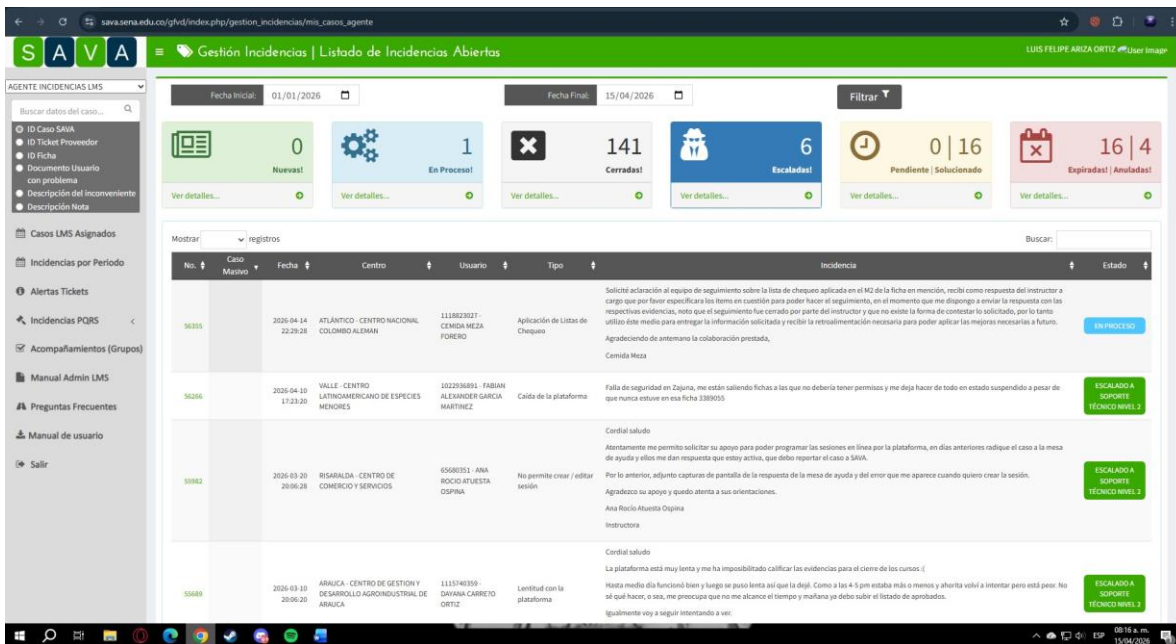 sava.sena.edu.co/gfvd/index.php/gestion_incidencias/mis_casos_agente
SAVA
Gestión Incidencias | Listado de Incidencias Abiertas
LUIS FELIPE ARIZA ORTIZ User Image
AGENTE INCIDENCIAS LMS
Buscar datos del caso...
ID Caso SAVA
ID Ticket Proveedor
ID Ficha
Documento Usuario
con problema
Descripción del inconveniente
Descripción Nota
Casos LMS Asignados
Incidencias por Periodo
Alertas Tickets
Incidencias PQRS
Acompañamientos (Grupos)
Manual Admin LMS
Preguntas Frecuentes
Manual de usuario
Salir
Fecha Inicial: 01/01/2026
Fecha Final: 15/04/2026
Filtrar
0
Nuevas!
Ver detalles...
1
En Proceso!
Ver detalles...
141
Cerradas!
Ver detalles...
6
Escaladas!
Ver detalles...
0 | 16
Pendiente | Solucionado
Ver detalles...
16 | 4
Expiradas! | Anuladas!
Ver detalles...
Mostrar registros
Buscar:
No. Caso Masivo Fecha Centro Usuario Tipo Incidencia Estado
56355
2026-04-14
22:29:28
ATLÁNTICO - CENTRO NACIONAL
COLOMBO ALEMAN
1118823027 -
CEMIDA MEZA
FORERO
Aplicación de Listas de
Chequeo
Solicité aclaración al equipo de seguimiento sobre la lista de chequeo aplicada en el M2 de la ficha en mención, recibí como respuesta del instructor a
cargo que por favor especificara los items en cuestión para poder hacer el seguimiento, en el momento que me dispongo a enviar la respuesta con las
respectivas evidencias, noto que el seguimiento fue cerrado por parte del instructor y que no existe la forma de contestar lo solicitado, por lo tanto
utilizo éste medio para entregar la información solicitada y recibir la retroalimentación necesaria para poder aplicar las mejoras necesarias a futuro.
Agradeciendo de antemano la colaboración prestada,
Cemida Meza
EN PROCESO
56266
2026-04-10
17:23:20
VALLE - CENTRO
LATINOAMERICANO DE ESPECIES
MENORES
1022936891 - FABIAN
ALEXANDER GARCIA
MARTINEZ
Caída de la plataforma
Falla de seguridad en Zajuna, me están saliendo fichas a las que no debería tener permisos y me deja hacer de todo en estado suspendido a pesar de
que nunca estuve en esa ficha 3389055
ESCALADO A
SOPORTE
TÉCNICO NIVEL 2
2026-03-20
20:06:28
RISARALDA - CENTRO DE
COMERCIO Y SERVICIOS
65680351 - ANA
ROCIO ATUESTA
OSPINA
No permite crear / editar
sesión
Cordial saludo
Atentamente me permito solicitar su apoyo para poder programar las sesiones en línea por la plataforma, en días anteriores radique el caso a la mesa
de ayuda y ellos me dan respuesta que estoy activa, que debo reportar el caso a SAVA.
Por lo anterior, adjunto capturas de pantalla de la respuesta de la mesa de ayuda y del error que me aparece cuando quiero crear la sesión.
Agradezco su apoyo y quedo atenta a sus orientaciones.
Ana Rocío Atuesta Ospina
Instructora
ESCALADO A
SOPORTE
TÉCNICO NIVEL 2
55689
2026-03-10
20:06:20
ARAUCA - CENTRO DE GESTION Y
DESARROLLO AGROINDUSTRIAL DE
ARAUCA
1115740359 -
DAYANA CARRE?O
ORTIZ
Lentitud con la
plataforma
Cordial saludo
La plataforma está muy lenta y me ha imposibilitado calificar las evidencias para el cierre de los cursos :(
Hasta medio día funcionó bien y luego se puso lenta así que la dejé. Como a las 4-5 pm estaba más o menos y ahorita volví a intentar pero está peor. No
sé qué hacer, o sea, me preocupa que no me alcance el tiempo y mañana ya debo subir el listado de aprobados.
Igualmente voy a seguir intentando a ver.
ESCALADO A
SOPORTE
TÉCNICO NIVEL 2
ESP
08:16 a. m.
15/04/2026